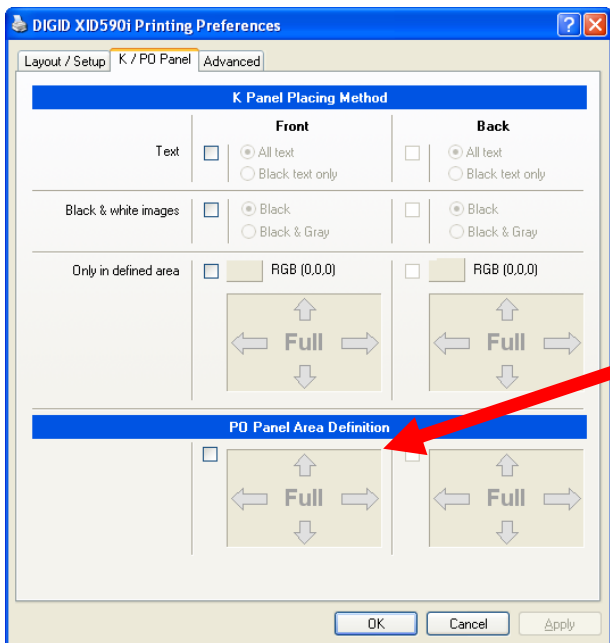 DIGID XID590i Printing Preferences
Layout / Setup K / PO Panel Advanced
K Panel Placing Method
Front Back
Text All text All text
Black text only Black text only
Black & white images Black Black
Black & Gray Black & Gray
Only in defined area RGB (0,0,0) RGB (0,0,0)
Full Full
PO Panel Area Definition
Full Full
OK Cancel Apply